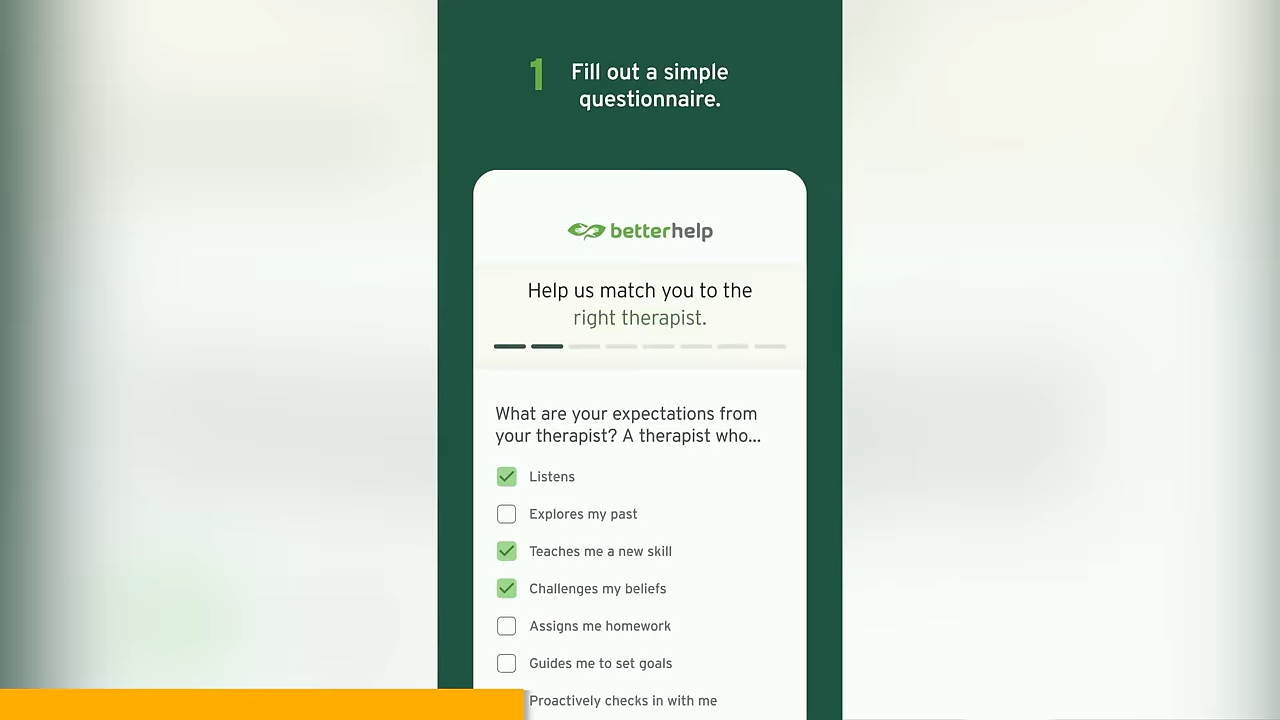 1 Fill out a simple
questionnaire.
betterhelp
Help us match you to the
right therapist.
What are your expectations from
your therapist? A therapist who...
Listens
Explores my past
Teaches me a new skill
Challenges my beliefs
Assigns me homework
Guides me to set goals
Proactively checks in with me